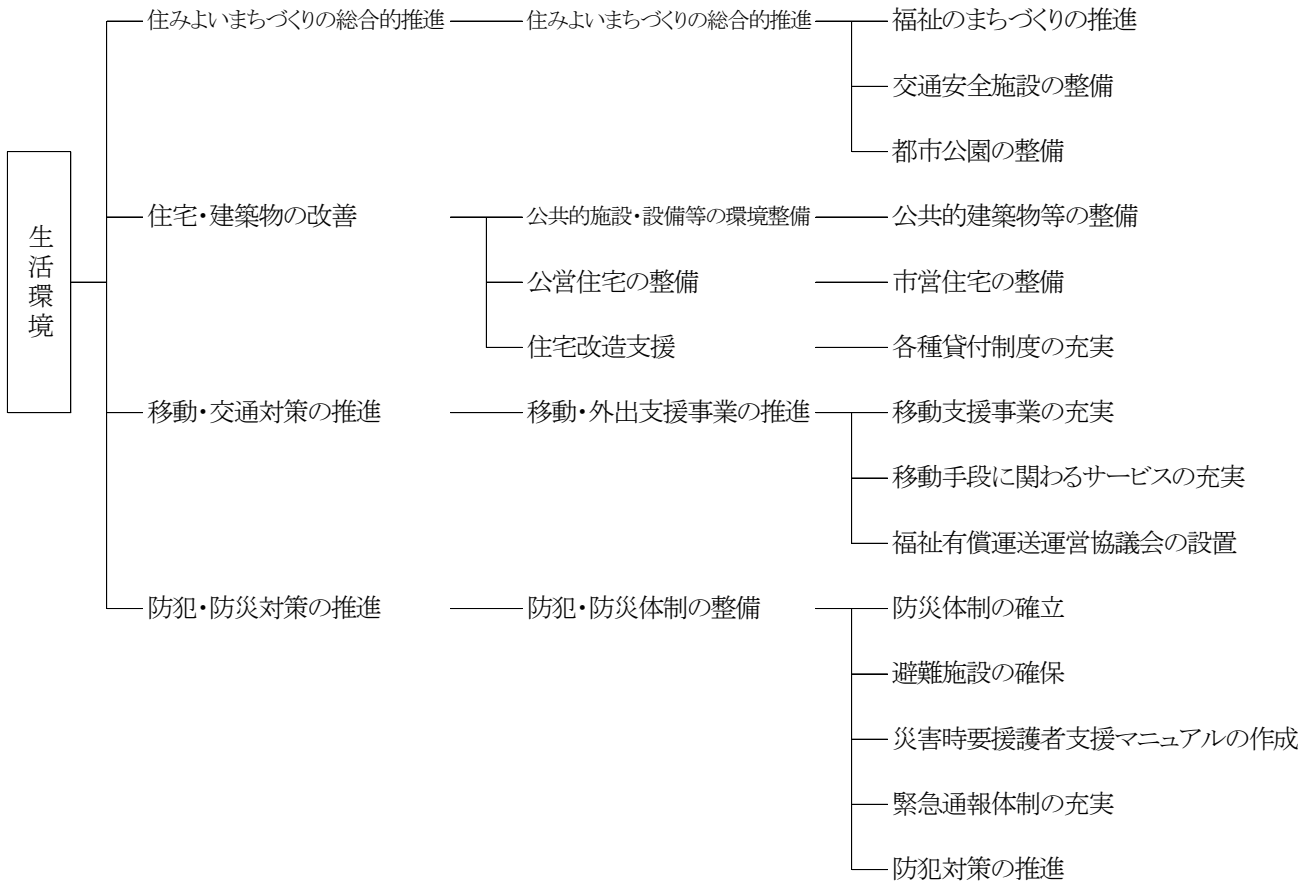 住みよいまちづくりの総合的推進 住みよいまちづくりの総合的推進 福祉のまちづくりの推進
交通安全施設の整備
都市公園の整備
生活環境
住宅・建築物の改善 公共的施設・設備等の環境整備 公共的建築物等の整備
公営住宅の整備 市営住宅の整備
住宅改造支援 各種貸付制度の充実
移動・交通対策の推進 移動・外出支援事業の推進 移動支援事業の充実
移動手段に関わるサービスの充実
福祉有償運送運営協議会の設置
防犯・防災対策の推進 防犯・防災体制の整備 防災体制の確立
避難施設の確保
災害時要援護者支援マニュアルの作成
緊急通報体制の充実
防犯対策の推進